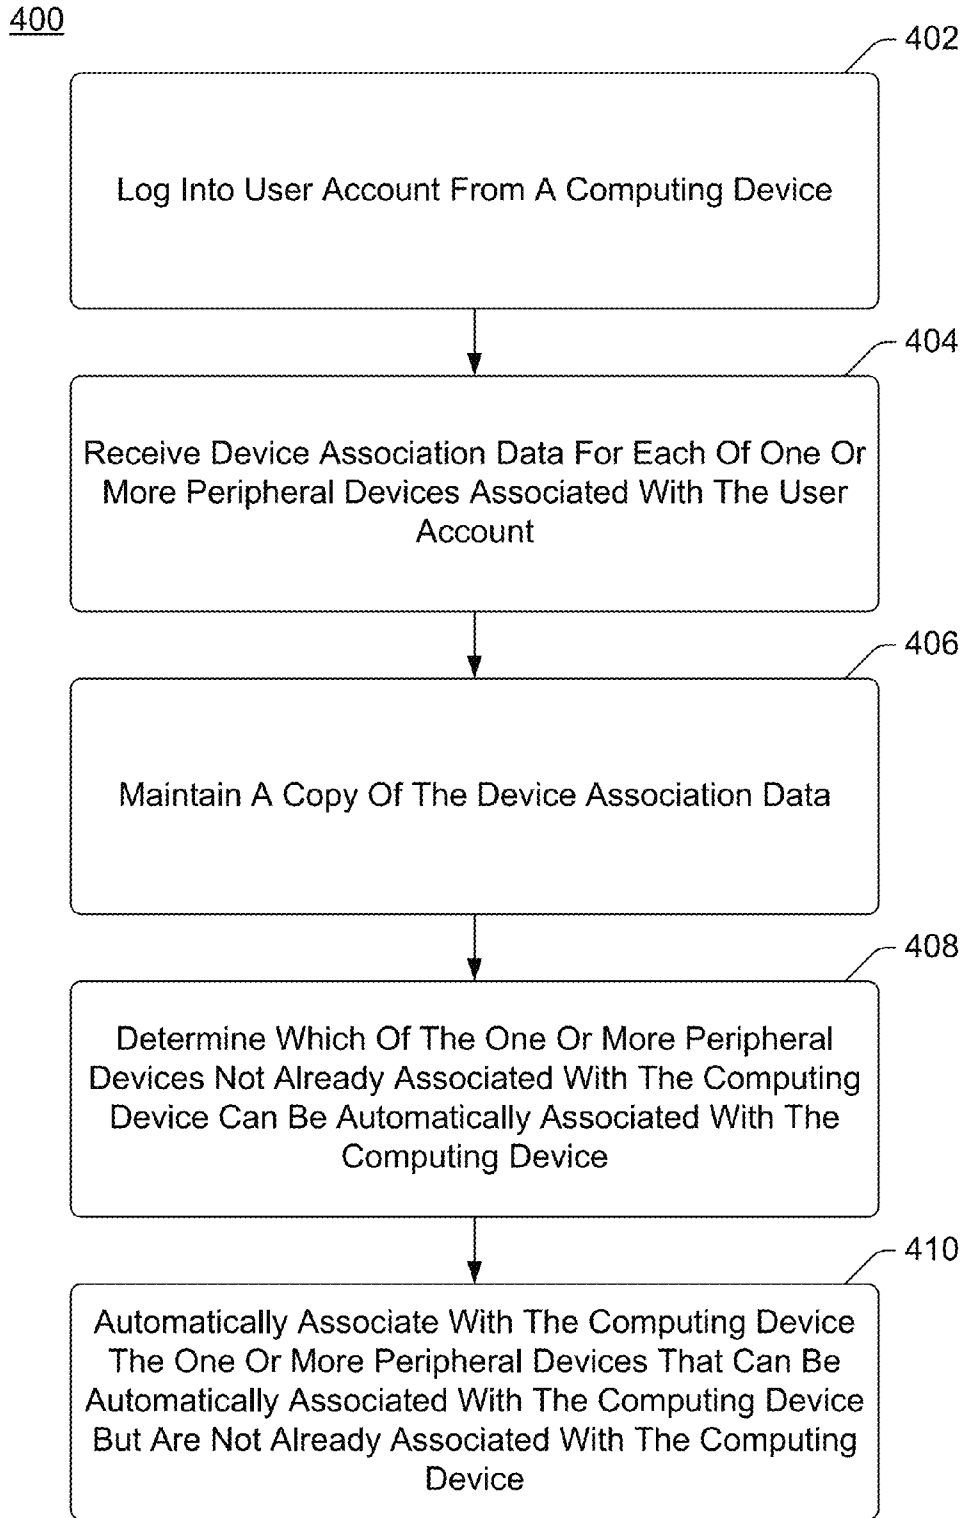 400
402
Log Into User Account From A Computing Device
404
Receive Device Association Data For Each Of One Or
More Peripheral Devices Associated With The User
Account
406
Maintain A Copy Of The Device Association Data
408
Determine Which Of The One Or More Peripheral
Devices Not Already Associated With The Computing
Device Can Be Automatically Associated With The
Computing Device
410
Automatically Associate With The Computing Device
The One Or More Peripheral Devices That Can Be
Automatically Associated With The Computing Device
But Are Not Already Associated With The Computing
Device